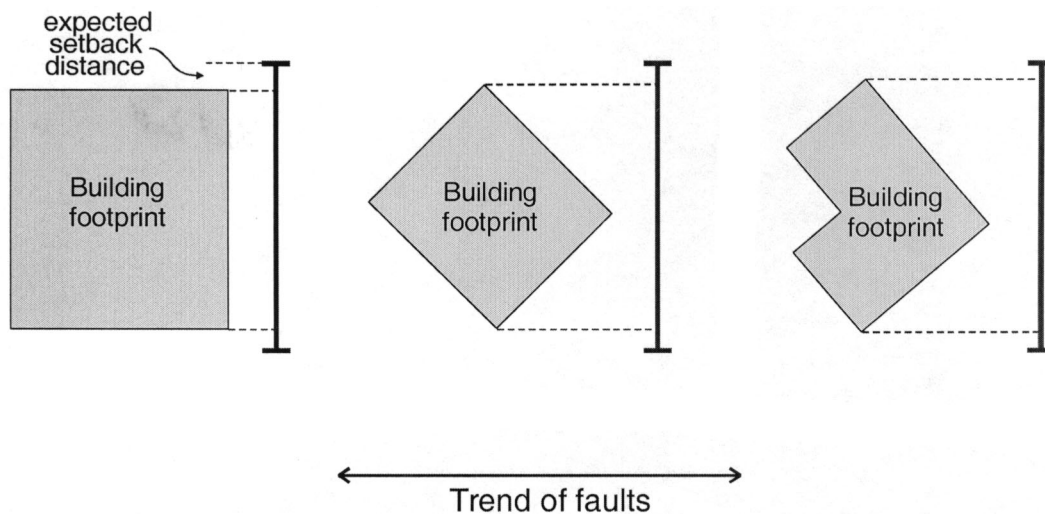 expected
setback
distance
Building
footprint
Building
footprint
Building
footprint
Trend of faults